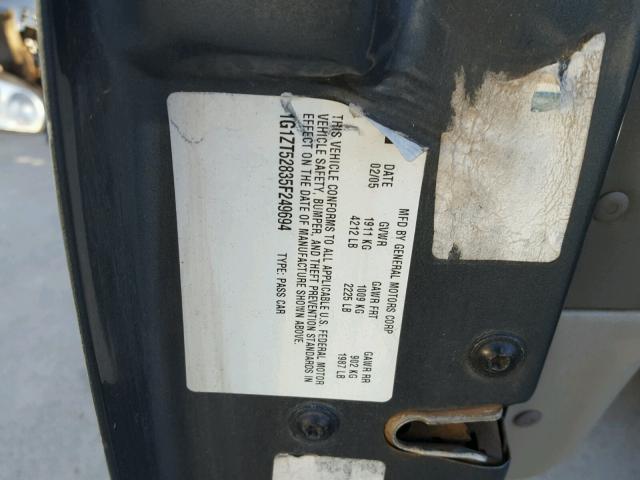 MFD BY GENERAL MOTORS CORP
DATE GVWR GAWR FRT GAWR RR
02/05 1911 KG 1009 KG 902 KG
4212 LB 2225 LB 1987 LB
THIS VEHICLE CONFORMS TO ALL APPLICABLE U.S. FEDERAL MOTOR
VEHICLE SAFETY, BUMPER, AND THEFT PREVENTION STANDARDS IN
EFFECT ON THE DATE OF MANUFACTURE SHOWN ABOVE.
1G1ZT52835F249694 TYPE: PASS CAR